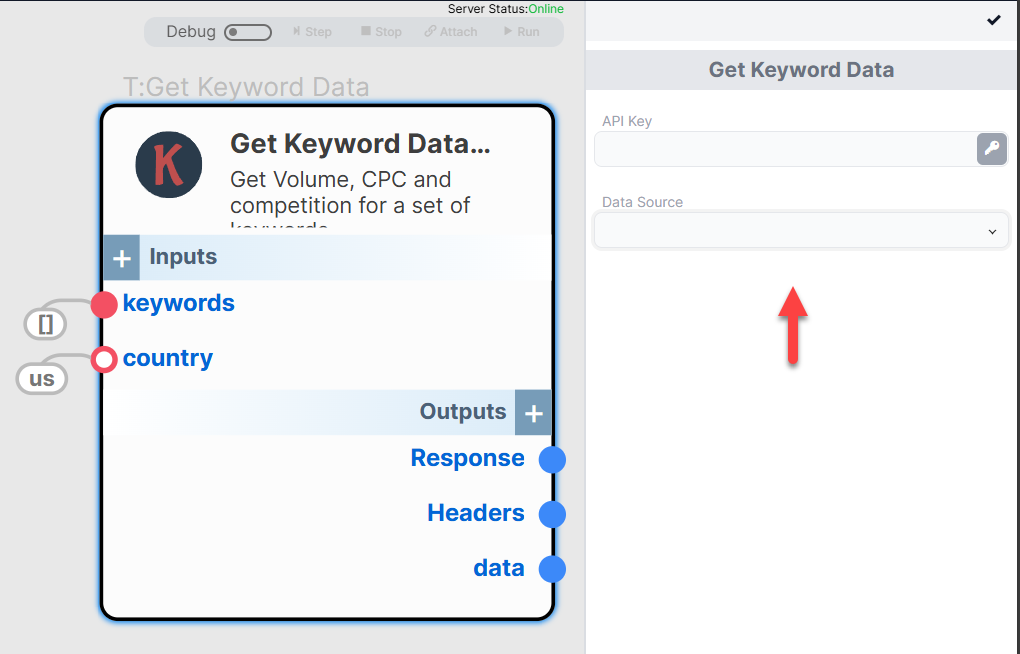 Server Status:Online
Debug
Step
Stop
Attach
Run
T:Get Keyword Data
K
Get Keyword Data...
Get Volume, CPC and
competition for a set of
keywords
Inputs
keywords
[]
country
us
Outputs
Response
Headers
data
Get Keyword Data
API Key
Data Source